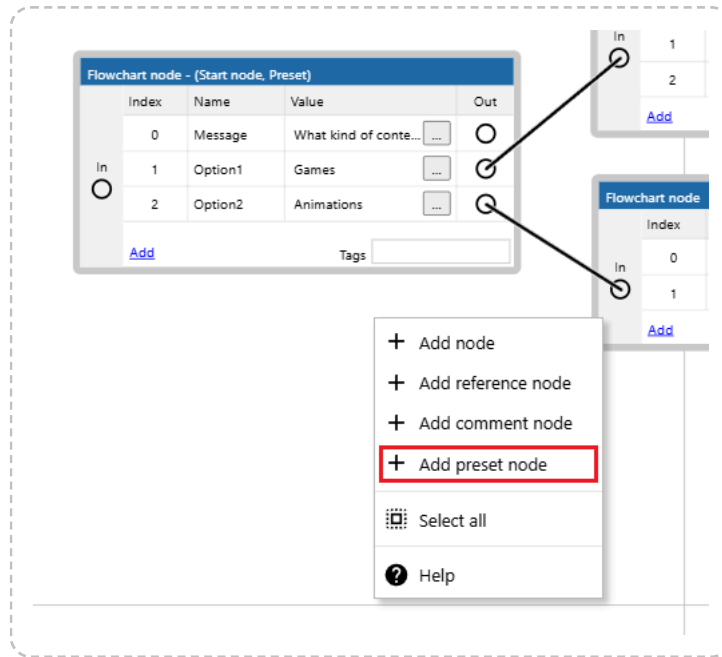 In
1
2
Add
Flowchart node - (Start node, Preset)
Index Name Value Out
0 Message What kind of conte... ...
In
1 Option1 Games ...
2 Option2 Animations ...
Add Tags
Flowchart node
Index
In
0
1
Add
Add node
Add reference node
Add comment node
Add preset node
Select all
Help